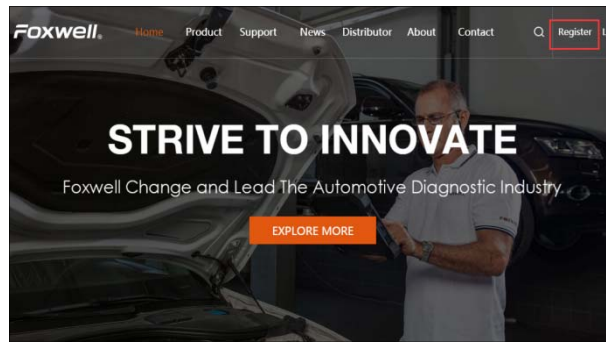 FOXWELL®
Home Product Support News Distributor About Contact Register L
STRIVE TO INNOVATE
Foxwell Change and Lead The Automotive Diagnostic Industry
EXPLORE MORE